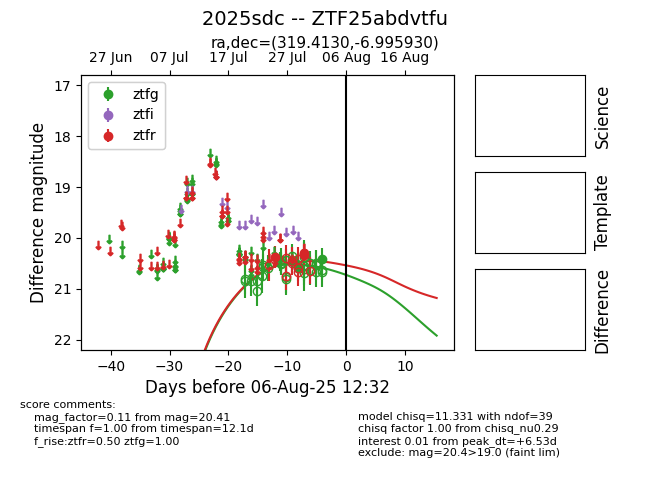 2025sdc -- ZTF25abdvtfu
ra,dec=(319.4130,-6.995930)
27 Jun 07 Jul 17 Jul 27 Jul 06 Aug 16 Aug
ztfg
ztfi
ztfr
17
18
19
20
21
22
Difference magnitude
−40 −30 −20 −10 0 10
Days before 06-Aug-25 12:32
Science
Template
Difference
score comments:
mag_factor=0.11 from mag=20.41
timespan f=1.00 from timespan=12.1d
f_rise:ztfr=0.50 ztfg=1.00
model chisq=11.331 with ndof=39
chisq factor 1.00 from chisq_nu0.29
interest 0.01 from peak_dt=+6.53d
exclude: mag=20.4>19.0 (faint lim)